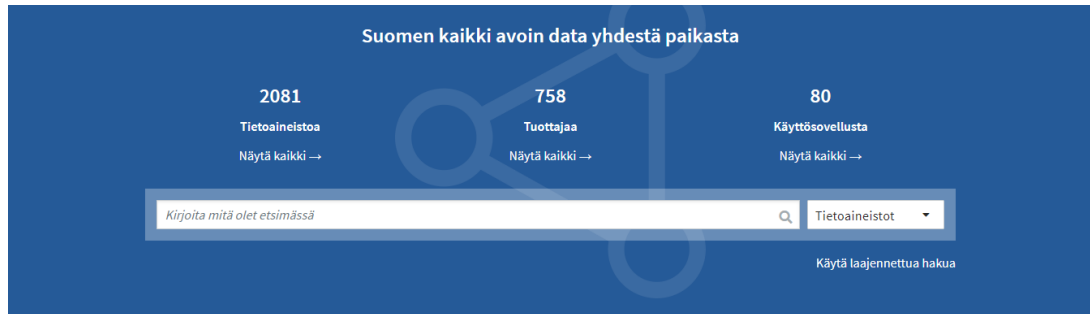 Suomen kaikki avoin data yhdestä paikasta
2081
Tietoaineistoa
Näytä kaikki →
758
Tuottajaa
Näytä kaikki →
80
Käyttösovellusta
Näytä kaikki →
Kirjoita mitä olet etsimässä
Tietoaineistot
Käytä laajennettua hakua